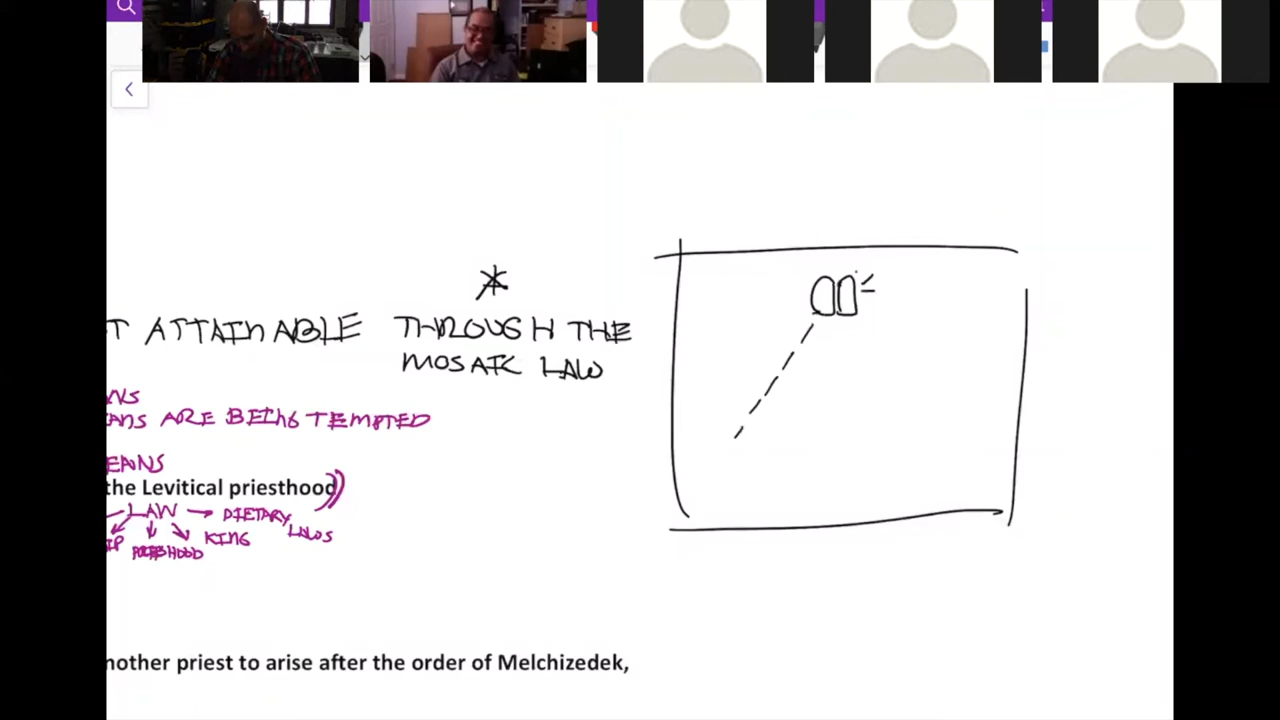 *
T ATTAINABLE THROUGH THE
MOSAIC LAW
ANS ARE BEING TEMPTED
EANS
the Levitical priesthood))
LAW → DIETARY
LAWS
IP PRIESTHOOD KING
nother priest to arise after the order of Melchizedek,